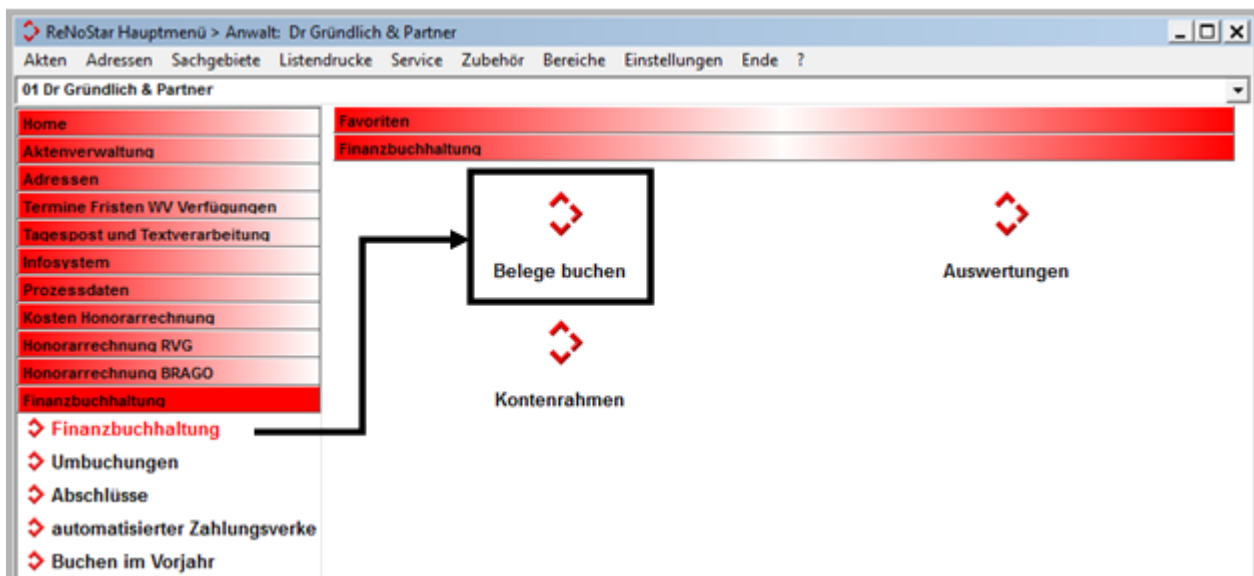 ReNoStar Hauptmenü > Anwalt: Dr Gründlich & Partner
Akten Adressen Sachgebiete Listendrucke Service Zubehör Bereiche Einstellungen Ende ?
01 Dr Gründlich & Partner
Home
Aktenverwaltung
Adressen
Termine Fristen WV Verfügungen
Tagespost und Textverarbeitung
Infosystem
Prozessdaten
Kosten Honorarrechnung
Honorarrechnung RVG
Honorarrechnung BRAGO
Finanzbuchhaltung
Finanzbuchhaltung
Umbuchungen
Abschlüsse
automatisierter Zahlungsverke
Buchen im Vorjahr
Favoriten
Finanzbuchhaltung
Belege buchen
Auswertungen
Kontenrahmen